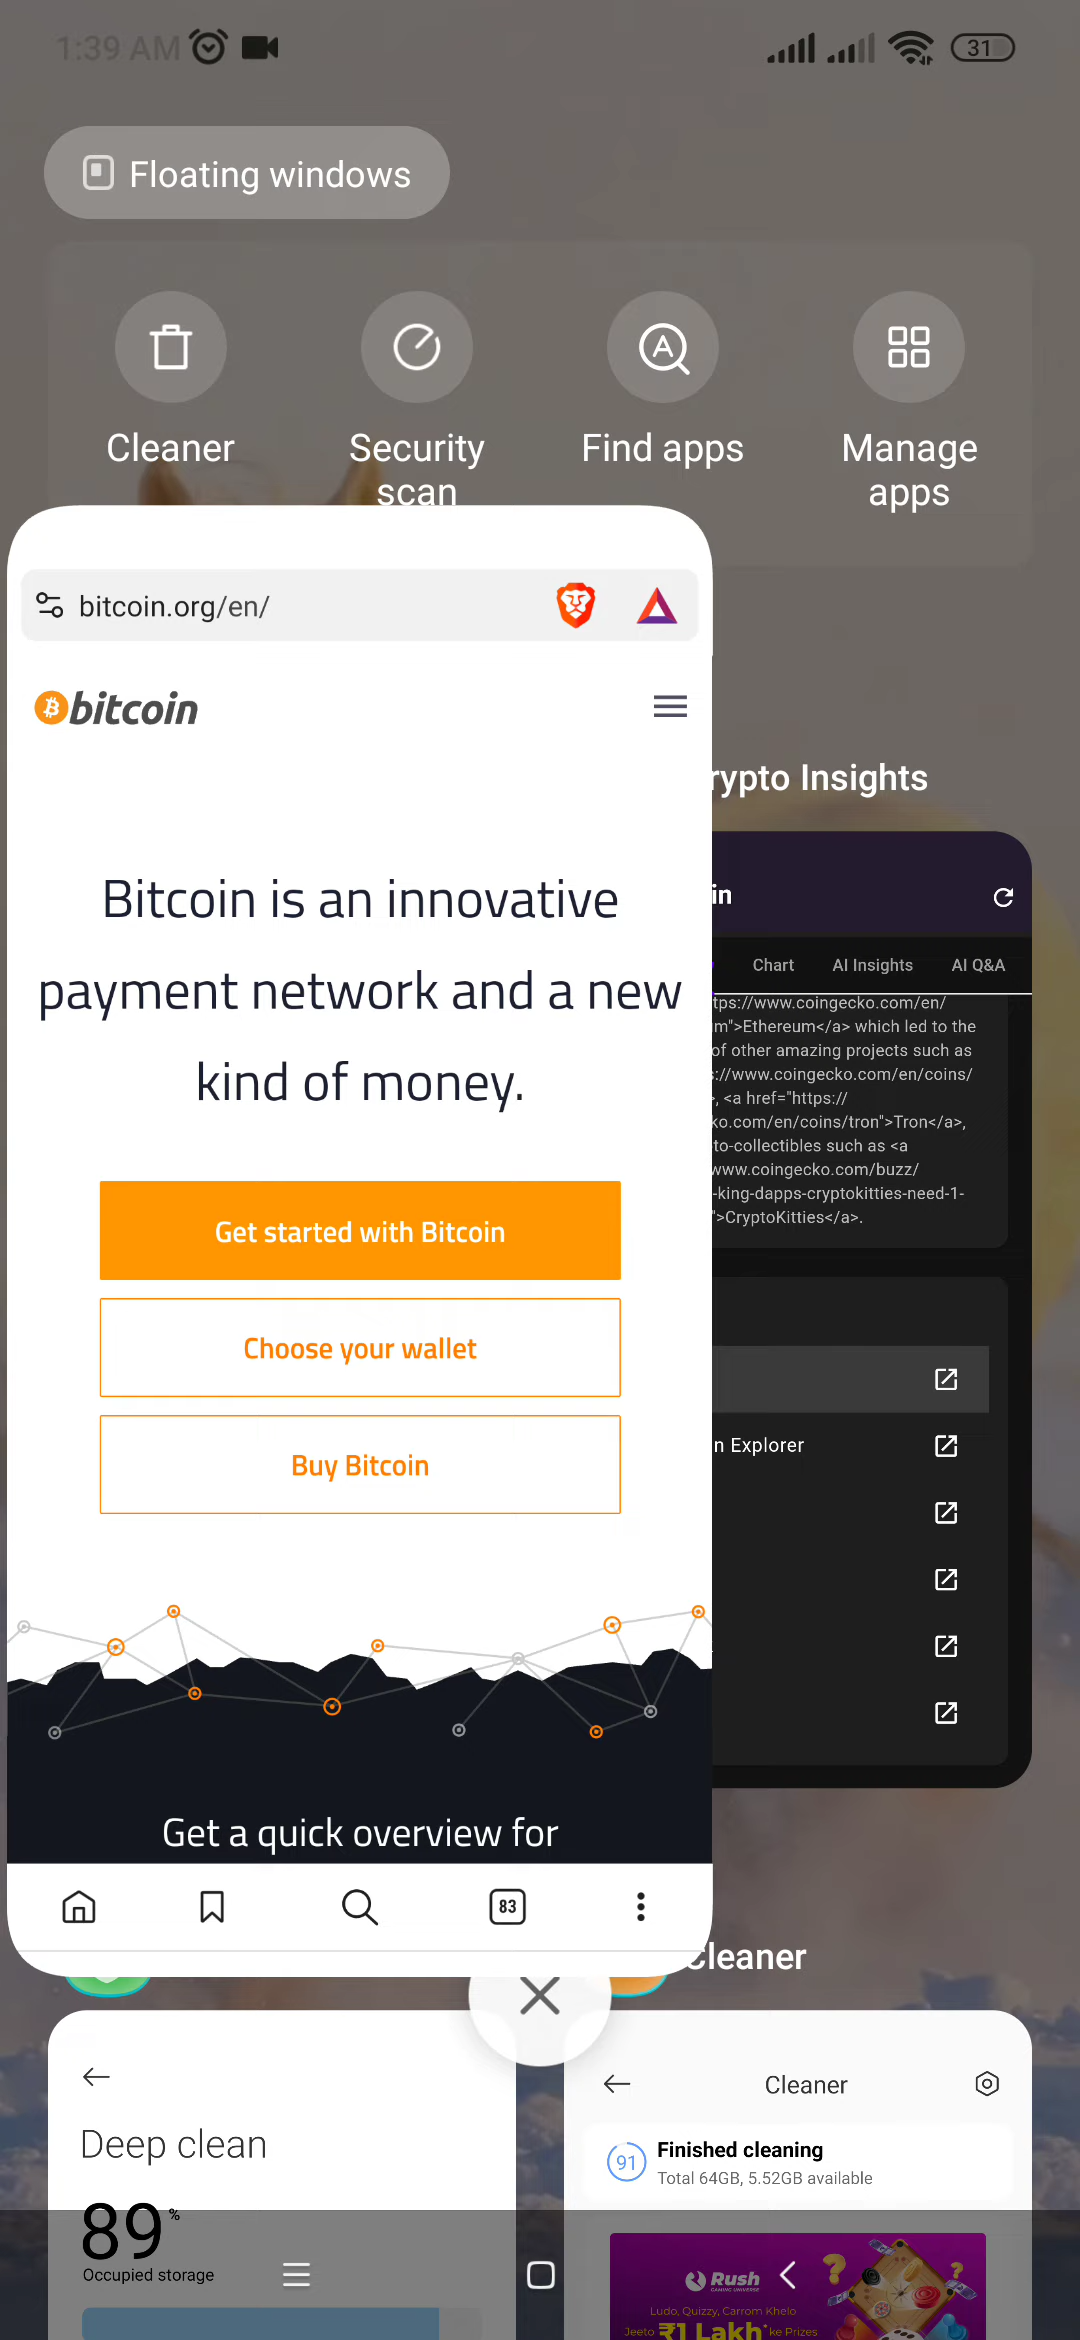 1:39 AM
31
Floating windows
Cleaner
Security scan
Find apps
Manage apps
bitcoin.org/en/
bitcoin
Bitcoin is an innovative
payment network and a new
kind of money.
Get started with Bitcoin
Choose your wallet
Buy Bitcoin
Get a quick overview for
83
rypto Insights
in
Chart
AI Insights
AI Q&A
tps://www.coingecko.com/en/
m">Ethereum</a> which led to the
of other amazing projects such as
s://www.coingecko.com/en/coins/
>, <a href="https://
ko.com/en/coins/tron">Tron</a>,
to-collectibles such as <a
www.coingecko.com/buzz/
-king-dapps-cryptokitties-need-1-
">CryptoKitties</a>.
n Explorer
Cleaner
Deep clean
89%
Occupied storage
Cleaner
91
Finished cleaning
Total 64GB, 5.52GB available
Rush
GAMING UNIVERSE
Ludo, Quizzy, Carrom Khelo
Jeeto ₹1 Lakh* ke Prizes